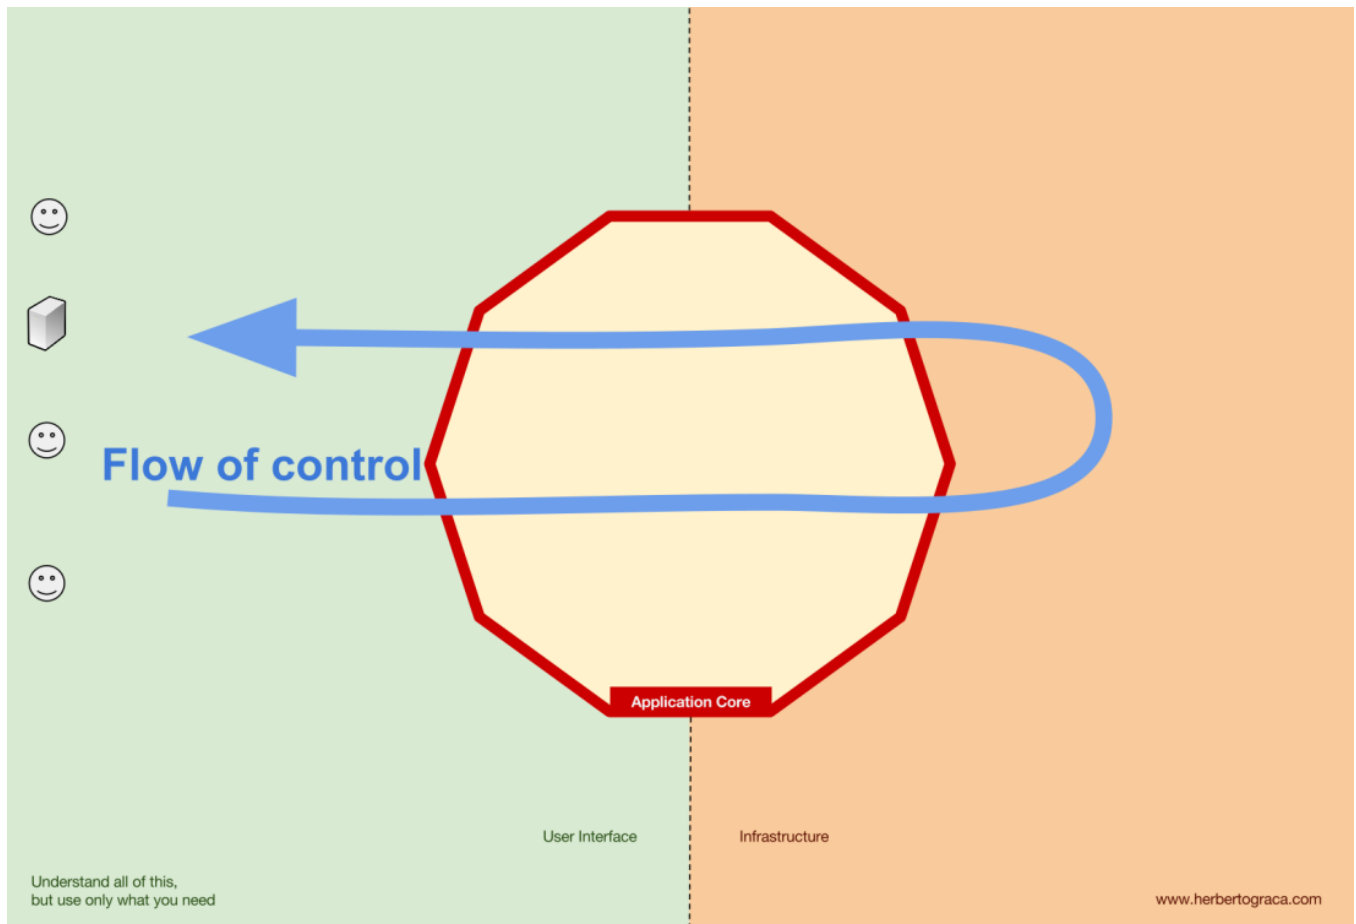 Flow of control
Application Core
User Interface
Infrastructure
Understand all of this,
but use only what you need
www.herbertograca.com